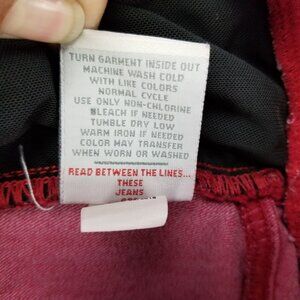 TURN GARMENT INSIDE OUT
MACHINE WASH COLD
WITH LIKE COLORS
NORMAL CYCLE
USE ONLY NON-CHLORINE
BLEACH IF NEEDED
TUMBLE DRY LOW
WARM IRON IF NEEDED
COLOR MAY TRANSFER
WHEN WORN OR WASHED
READ BETWEEN THE LINES...
THESE
JEANS